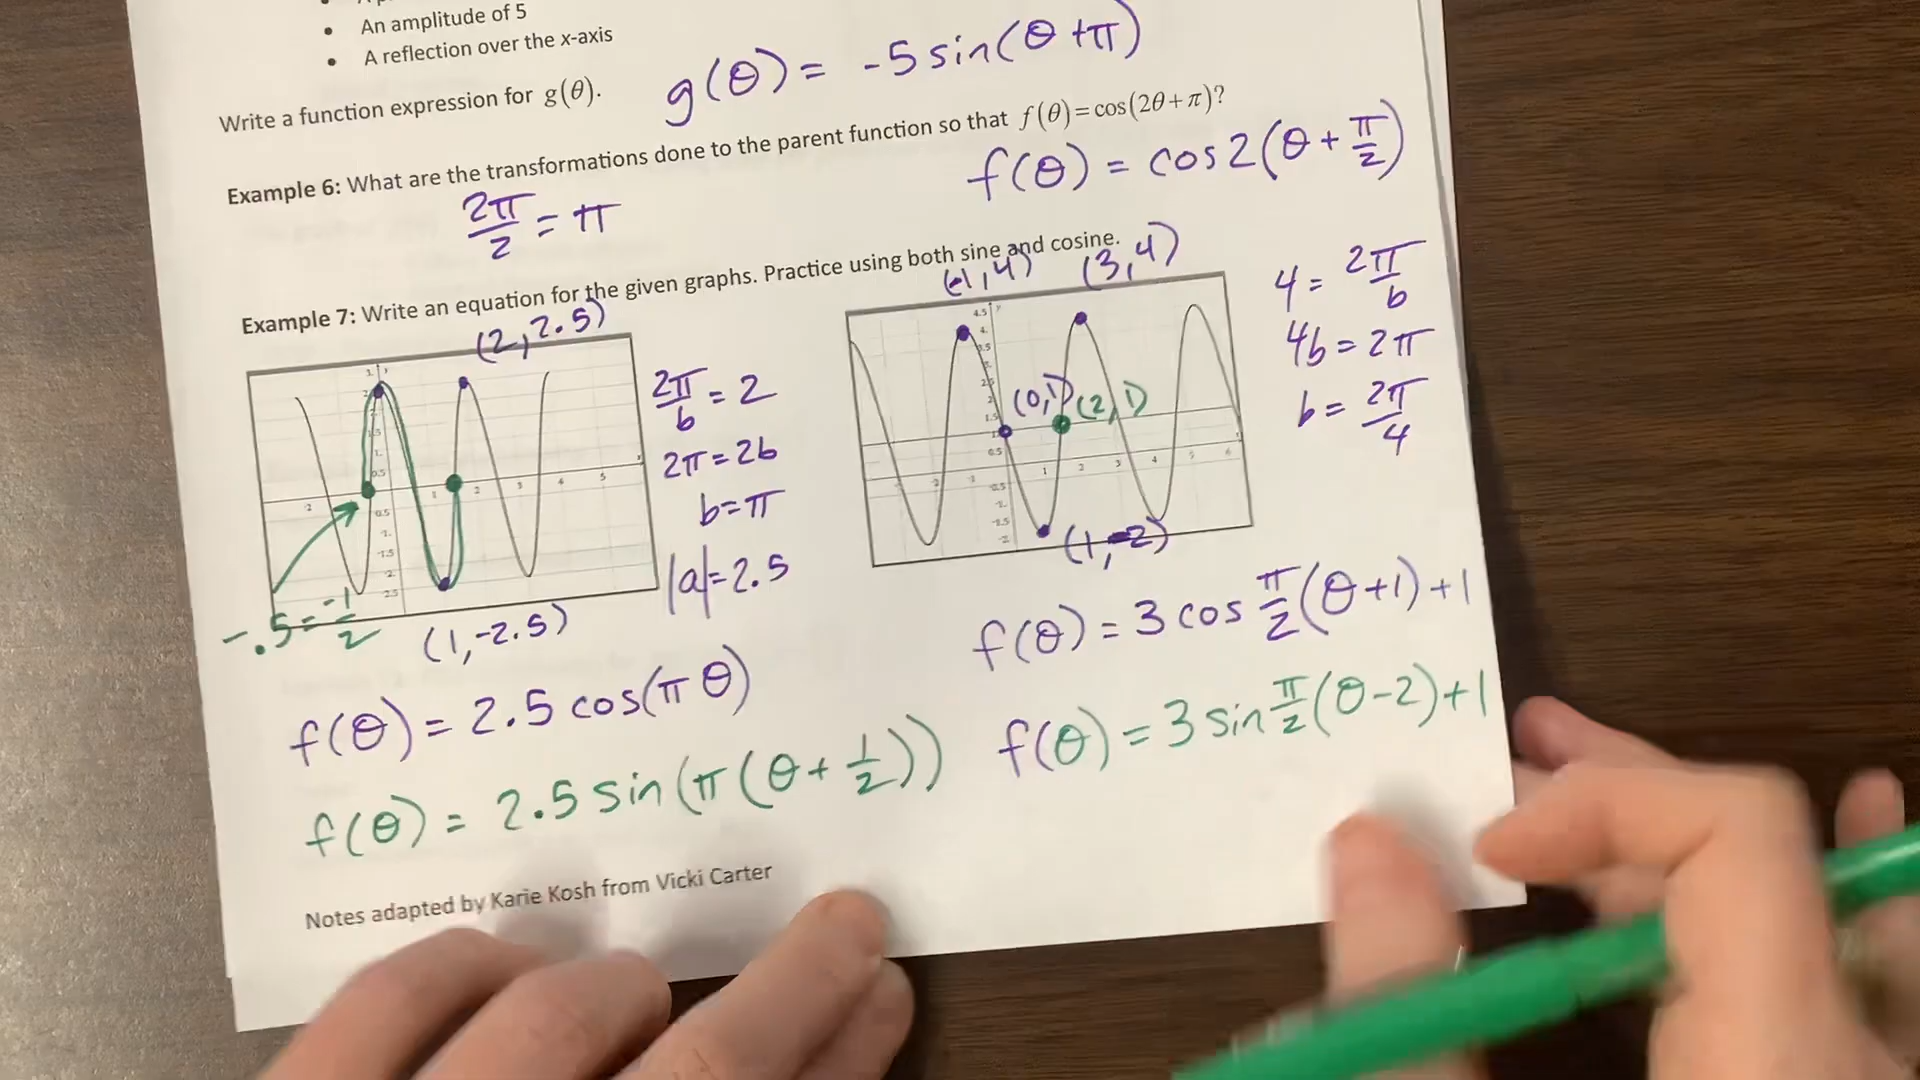 • An amplitude of 5
• A reflection over the x-axis
Write a function expression for g(θ).
g(θ) = -5 sin(θ + π)
Example 6: What are the transformations done to the parent function so that f(θ) = cos(2θ + π)?
2π/2 = π
f(θ) = cos 2(θ + π/2)
Example 7: Write an equation for the given graphs. Practice using both sine and cosine.
(2, 2.5)
2π/b = 2
2π = 2b
b = π
|a| = 2.5
-.5 = -1/2
(1, -2.5)
f(θ) = 2.5 cos(π θ)
f(θ) = 2.5 sin(π(θ + 1/2))
(-1, 4)
(3, 4)
(0, 1)
(2, 1)
(1, -2)
4 = 2π/b
4b = 2π
b = 2π/4
f(θ) = 3 cos π/2 (θ + 1) + 1
f(θ) = 3 sin π/2 (θ - 2) + 1
Notes adapted by Karie Kosh from Vicki Carter